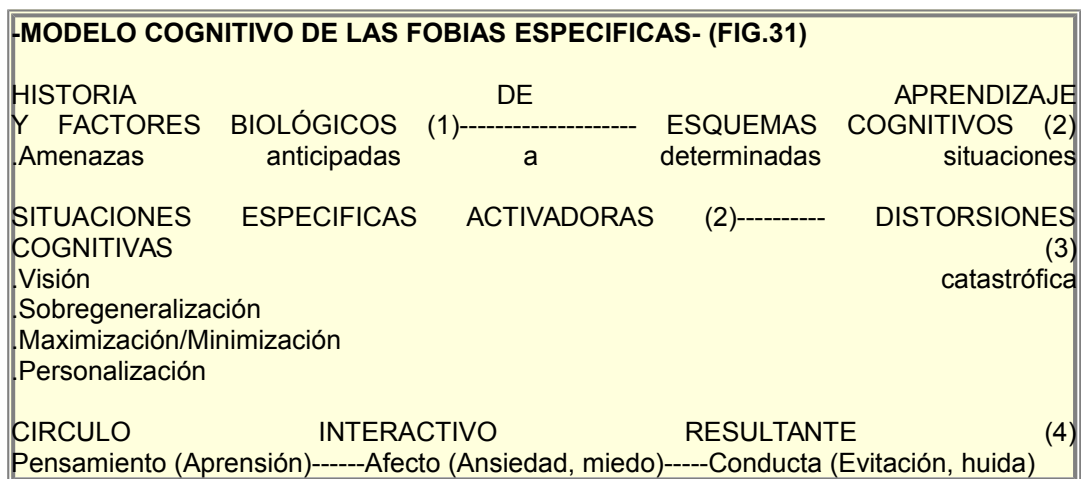 -MODELO COGNITIVO DE LAS FOBIAS ESPECIFICAS- (FIG.31)
HISTORIA DE APRENDIZAJE
Y FACTORES BIOLÓGICOS (1)-------------------- ESQUEMAS COGNITIVOS (2)
.Amenazas anticipadas a determinadas situaciones
SITUACIONES ESPECIFICAS ACTIVADORAS (2)---------- DISTORSIONES
COGNITIVAS (3)
.Visión catastrófica
.Sobregeneralización
.Maximización/Minimización
.Personalización
CIRCULO INTERACTIVO RESULTANTE (4)
Pensamiento (Aprensión)------Afecto (Ansiedad, miedo)-----Conducta (Evitación, huida)